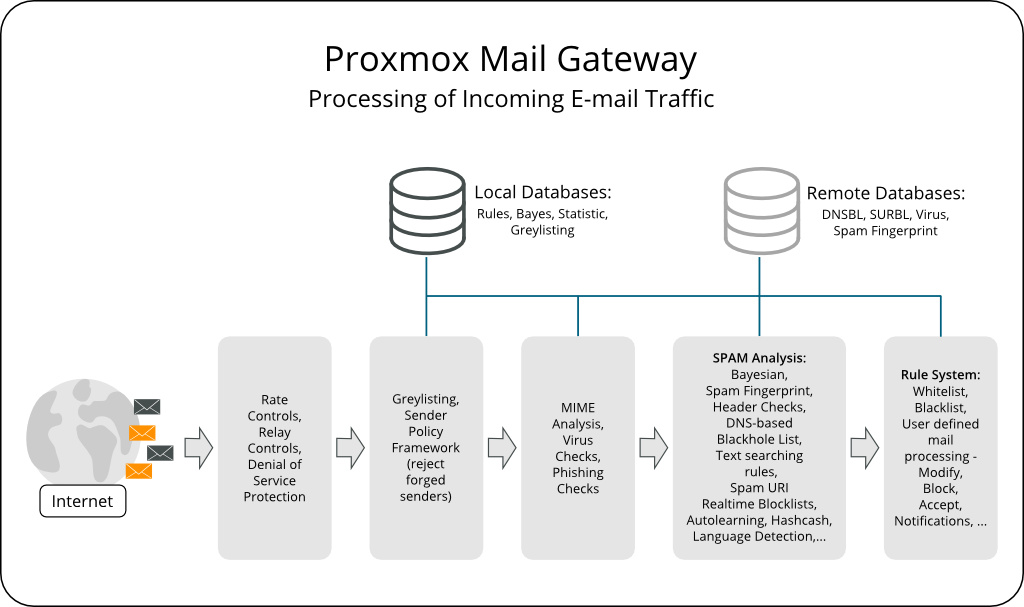 Proxmox Mail Gateway
Processing of Incoming E-mail Traffic
Local Databases:
Rules, Bayes, Statistic,
Greylisting
Remote Databases:
DNSBL, SURBL, Virus,
Spam Fingerprint
Internet
Rate
Controls,
Relay
Controls,
Denial of
Service
Protection
Greylisting,
Sender
Policy
Framework
(reject
forged
senders)
MIME
Analysis,
Virus
Checks,
Phishing
Checks
SPAM Analysis:
Bayesian,
Spam Fingerprint,
Header Checks,
DNS-based
Blackhole List,
Text searching
rules,
Spam URI
Realtime Blocklists,
Autolearning, Hashcash,
Language Detection,...
Rule System:
Whitelist,
Blacklist,
User defined
mail
processing -
Modify,
Block,
Accept,
Notifications, ...